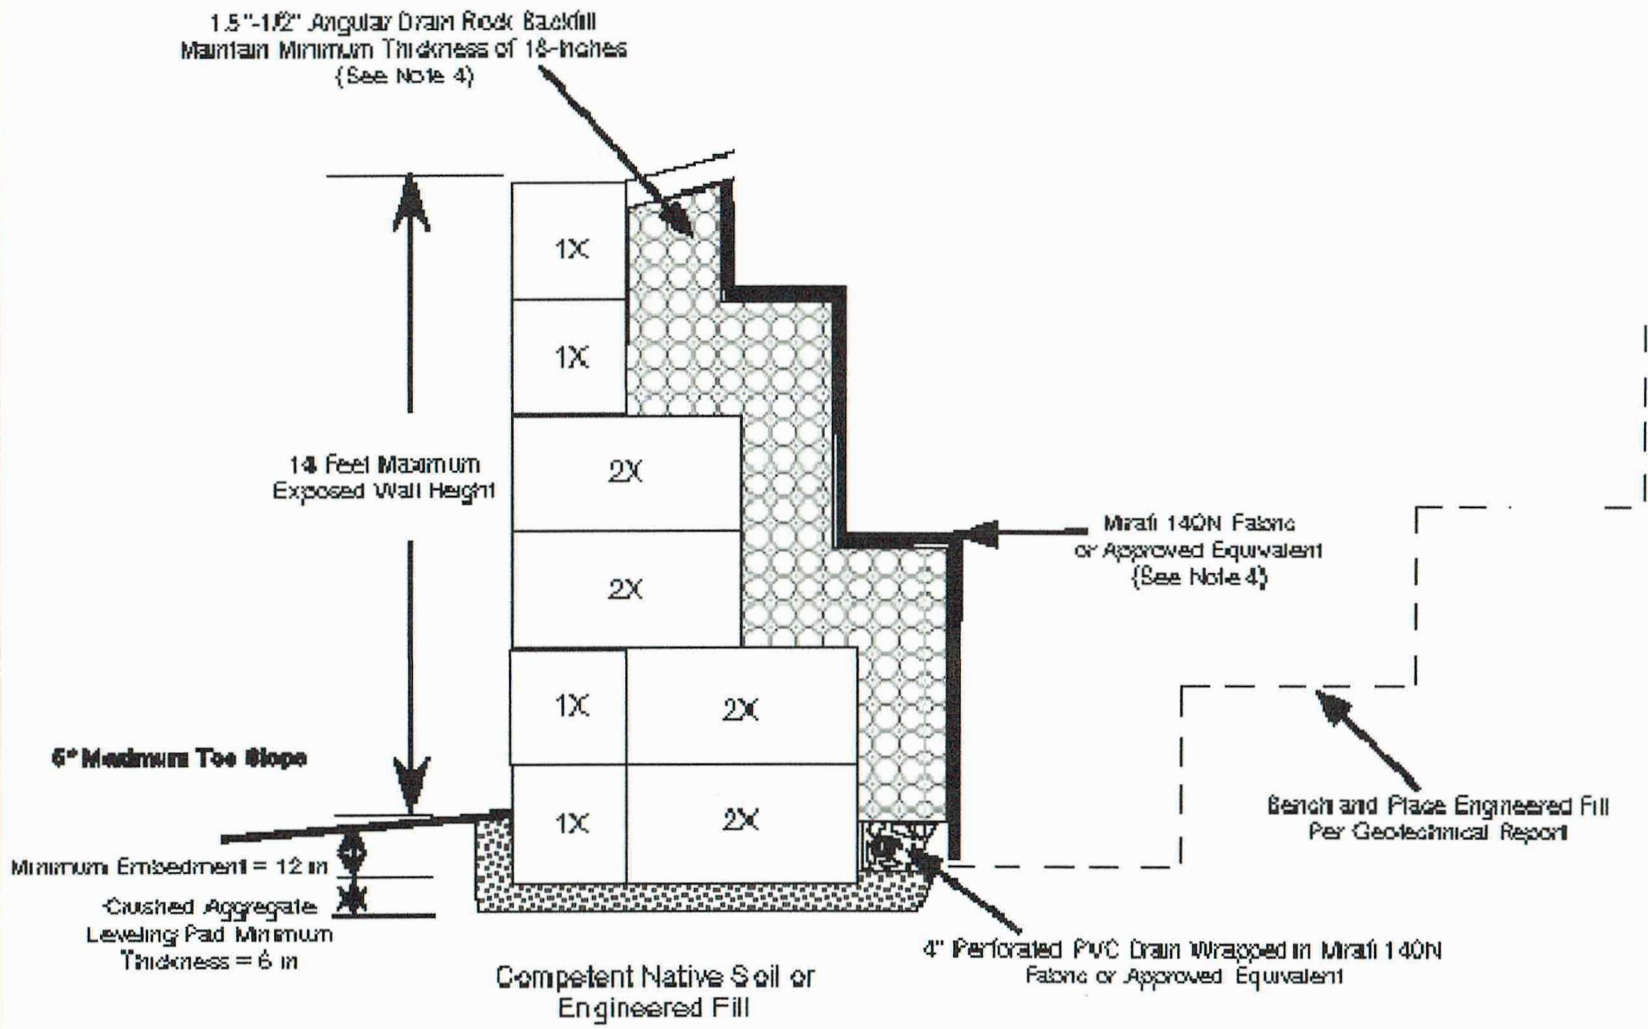 1.5"-1/2" Angular Drain Rock Backfill
Maintain Minimum Thickness of 18-inches
(See Note 4)
1X
1X
2X
14 Feet Maximum
Exposed Wall Height
2X
Mirafi 140N Fabric
or Approved Equivalent
(See Note 4)
1X
2X
Maximum Toe Slope
1X
2X
Bench and Place Engineered Fill
Per Geotechnical Report
Minimum Embedment = 12 in
Crushed Aggregate
Leveling Pad Minimum
Thickness = 6 in
4" Perforated PVC Drain Wrapped in Mirafi 140N
Fabric or Approved Equivalent
Competent Native Soil or
Engineered Fill